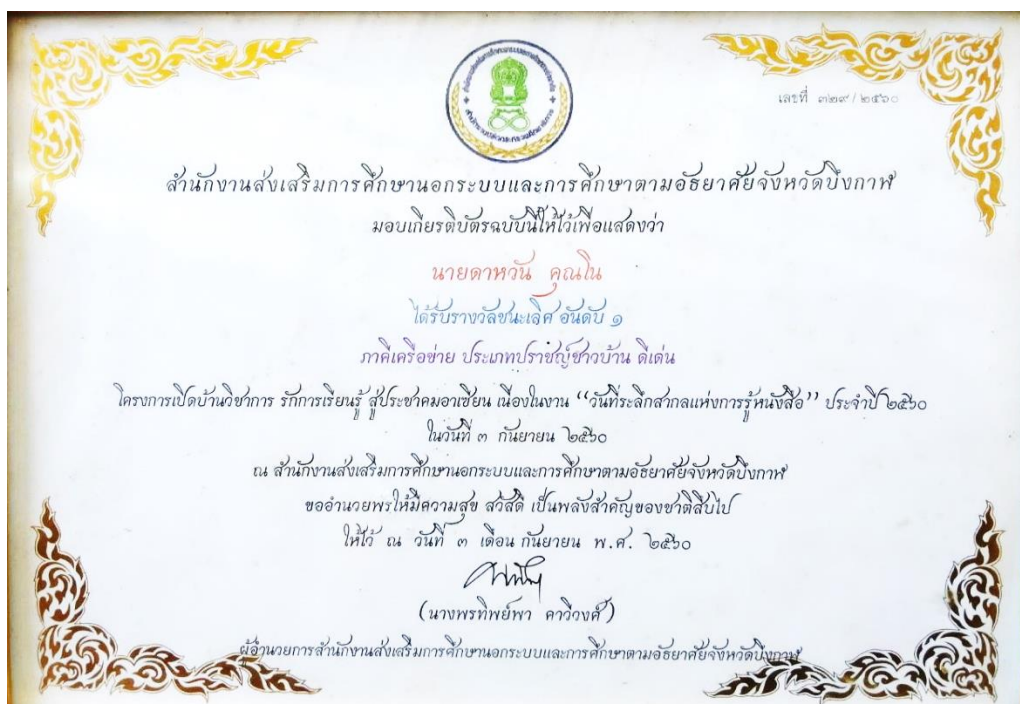 เลขที่ ๓๒๙/๒๕๖๐
สำนักงานส่งเสริมการศึกษานอกระบบและการศึกษาตามอัธยาศัยจังหวัดบึงกาฬ
มอบเกียรติบัตรฉบับนี้ให้ไว้เพื่อแสดงว่า
นายดาหวัน คุณโน
ได้รับรางวัลชนะเลิศ อันดับ ๑
ภาคีเครือข่าย ประเภทปราชญ์ชาวบ้าน ดีเด่น
โครงการเปิดบ้านวิชาการ รักการเรียนรู้ สู่ประชาคมอาเซียน เนื่องในงาน “วันที่ระลึกสากลแห่งการรู้หนังสือ” ประจำปี ๒๕๖๐
ในวันที่ ๓ กันยายน ๒๕๖๐
ณ สำนักงานส่งเสริมการศึกษานอกระบบและการศึกษาตามอัธยาศัยจังหวัดบึงกาฬ
ขออำนวยพรให้มีความสุข สวัสดิ เป็นพลังสำคัญของชาติสืบไป
ให้ไว้ ณ วันที่ ๓ เดือน กันยายน พ.ศ. ๒๕๖๐
(นางพรทิพย์พา คาวีวงศ์)
ผู้อำนวยการสำนักงานส่งเสริมการศึกษานอกระบบและการศึกษาตามอัธยาศัยจังหวัดบึงกาฬ